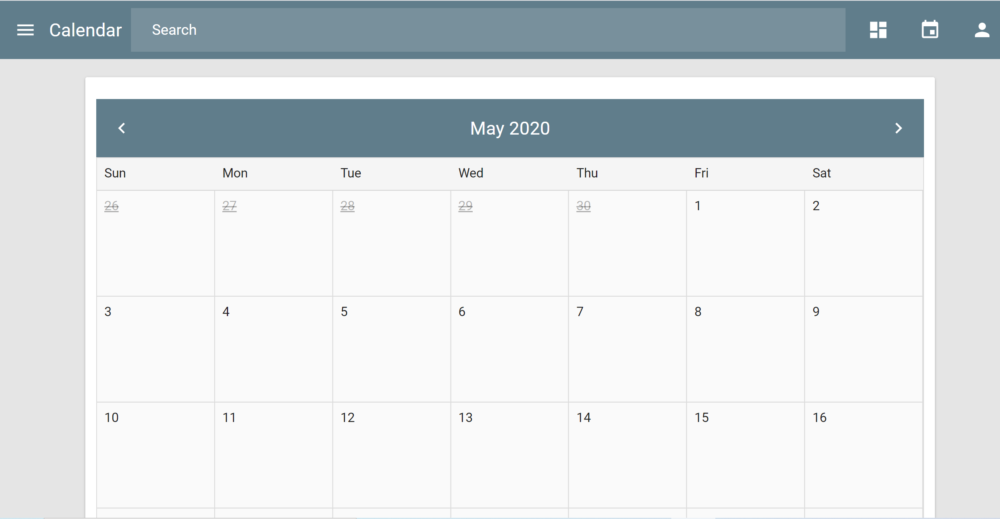 Calendar Search
May 2020
Sun Mon Tue Wed Thu Fri Sat
26 27 28 29 30 1 2
3 4 5 6 7 8 9
10 11 12 13 14 15 16